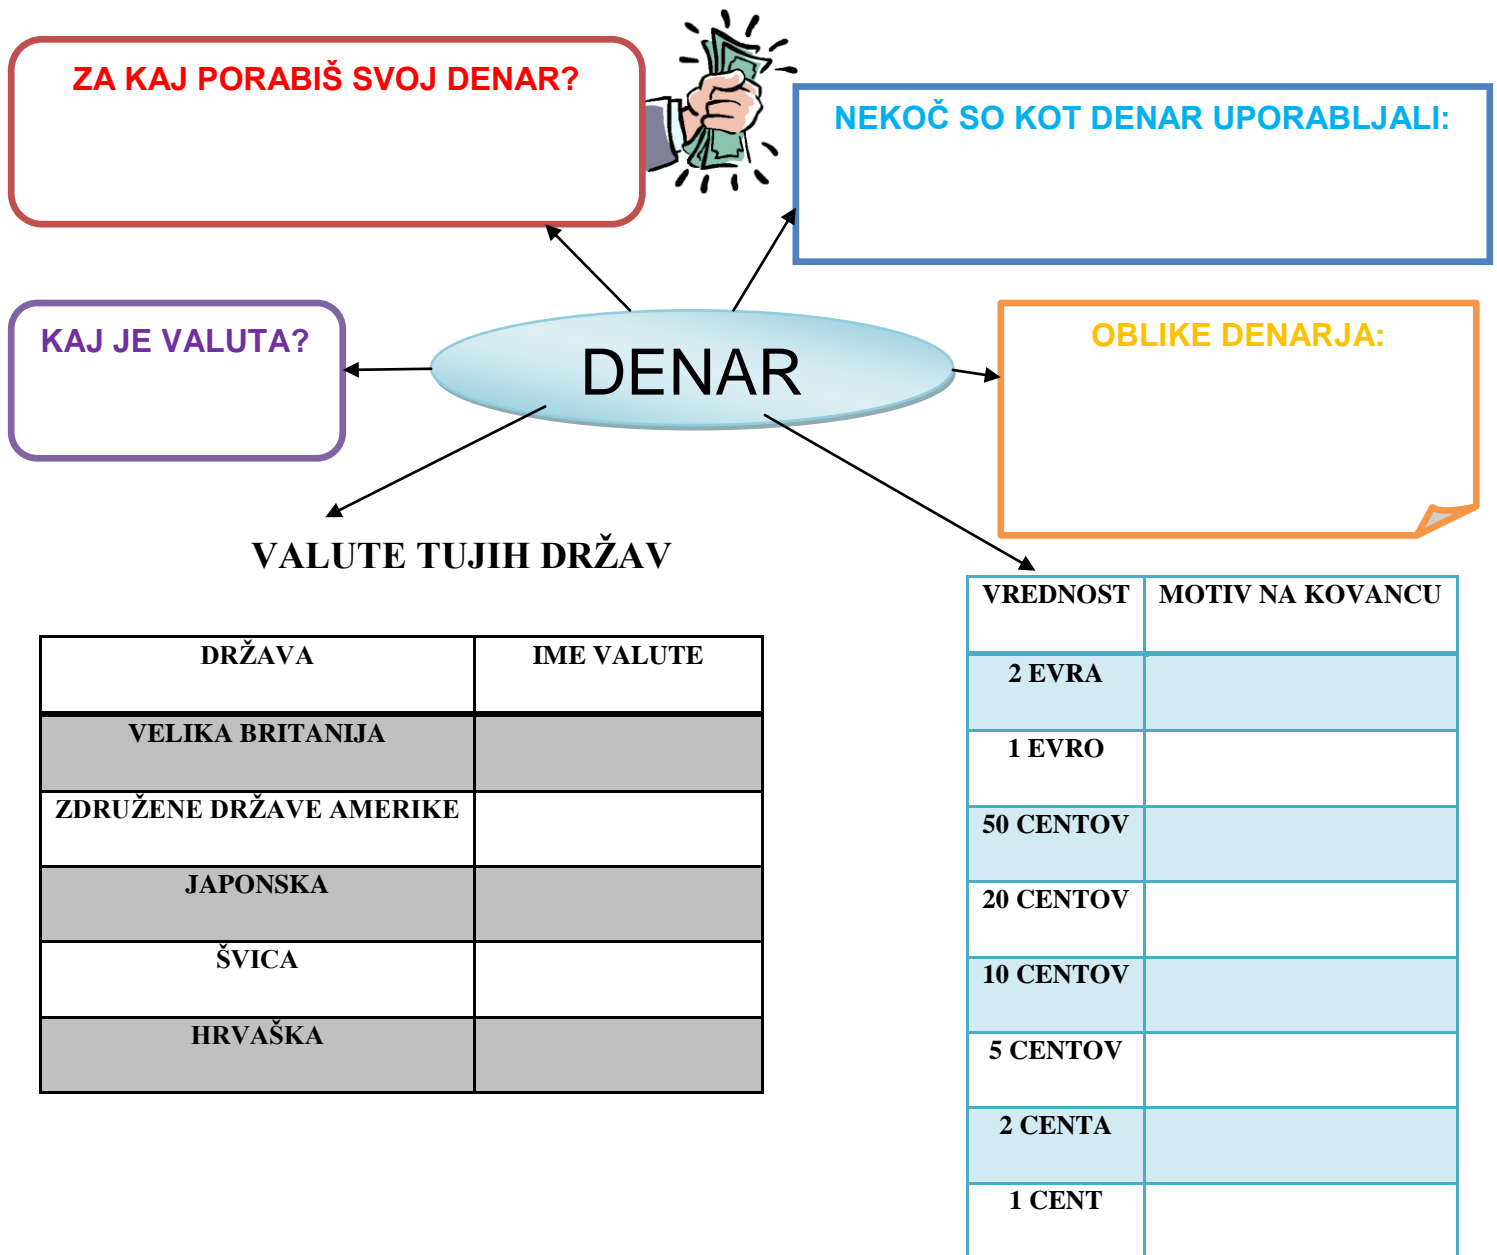 ZA KAJ PORABIŠ SVOJ DENAR?
NEKOČ SO KOT DENAR UPORABLJALI:
KAJ JE VALUTA?
DENAR
OBLIKE DENARJA:
VALUTE TUJIH DRŽAV
DRŽAVA IME VALUTE
VELIKA BRITANIJA
ZDRUŽENE DRŽAVE AMERIKE
JAPONSKA
ŠVICA
HRVAŠKA
VREDNOST MOTIV NA KOVANCU
2 EVRA
1 EVRO
50 CENTOV
20 CENTOV
10 CENTOV
5 CENTOV
2 CENTA
1 CENT